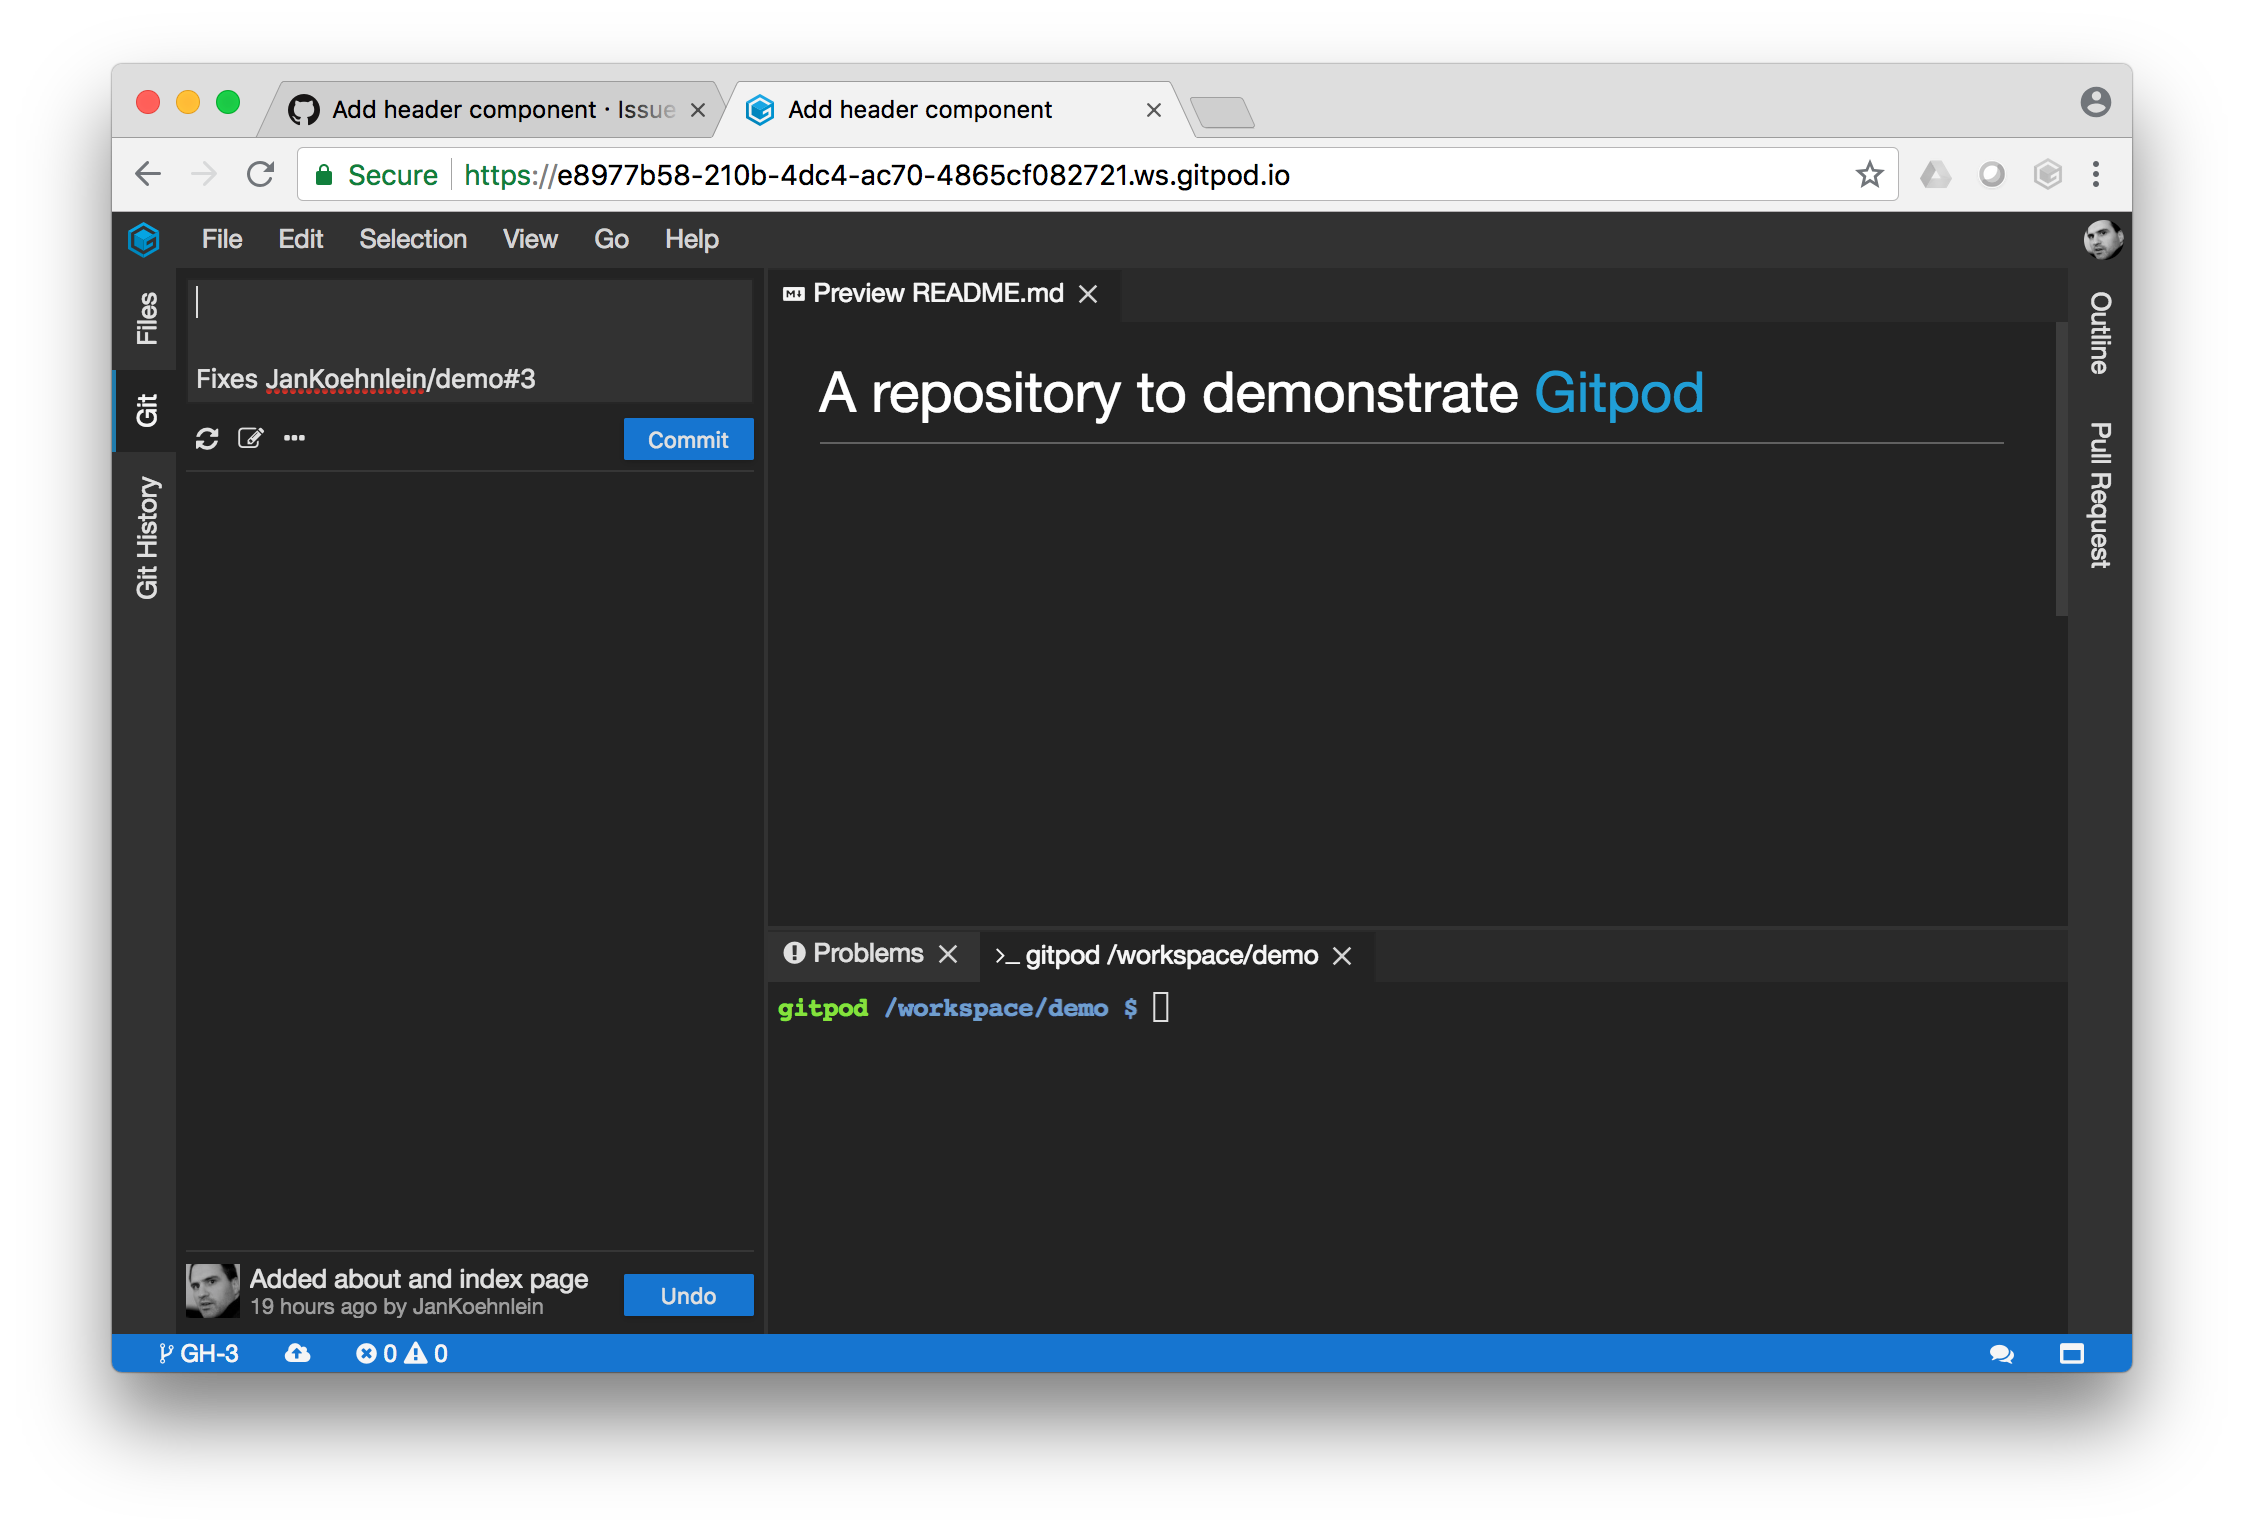 Add header component · Issue
Add header component
Secure https://e8977b58-210b-4dc4-ac70-4865cf082721.ws.gitpod.io
File Edit Selection View Go Help
Files
Git
Git History
Fixes JanKoehnlein/demo#3
Commit
Preview README.md
A repository to demonstrate Gitpod
Outline
Pull Request
Problems
>_ gitpod /workspace/demo
gitpod /workspace/demo $
Added about and index page
19 hours ago by JanKoehnlein
Undo
GH-3 0 0